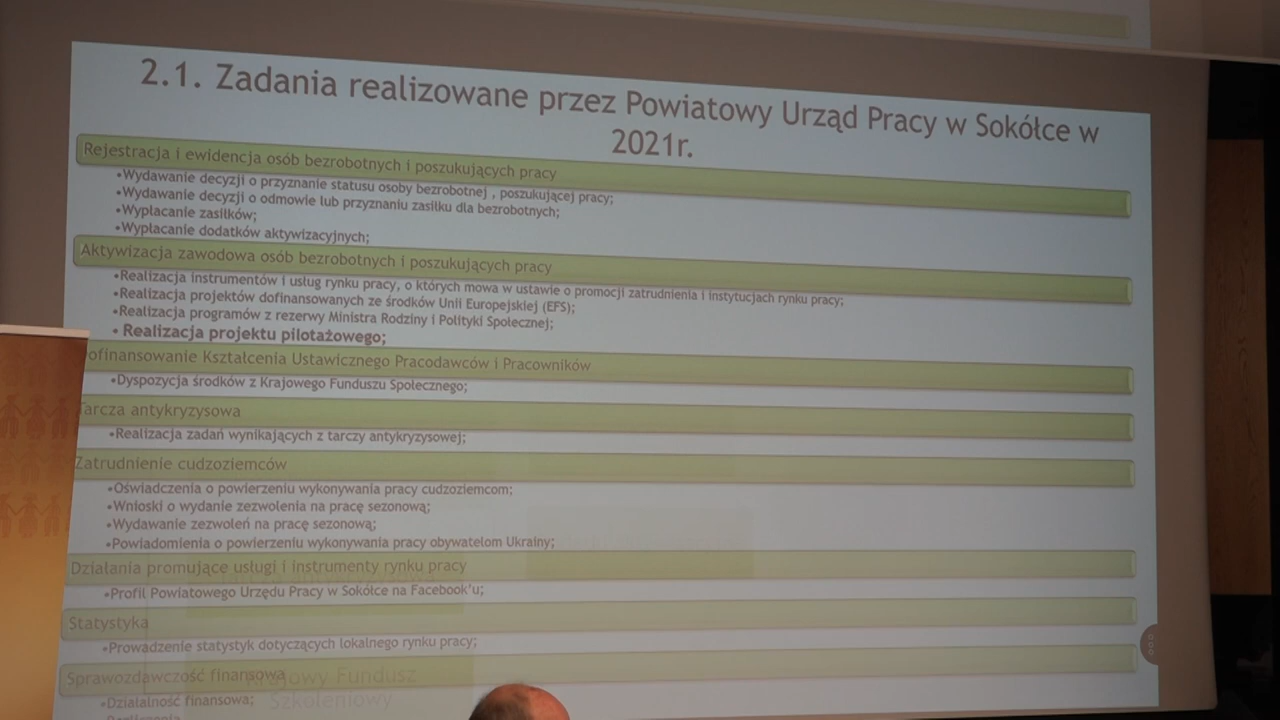 2.1. Zadania realizowane przez Powiatowy Urząd Pracy w Sokółce w
2021r.
Rejestracja i ewidencja osób bezrobotnych i poszukujących pracy
•Wydawanie decyzji o przyznanie statusu osoby bezrobotnej , poszukującej pracy;
•Wydawanie decyzji o odmowie lub przyznaniu zasiłku dla bezrobotnych;
•Wypłacanie zasiłków;
•Wypłacanie dodatków aktywizacyjnych;
Aktywizacja zawodowa osób bezrobotnych i poszukujących pracy
•Realizacja instrumentów i usług rynku pracy, o których mowa w ustawie o promocji zatrudnienia i instytucjach rynku pracy;
•Realizacja projektów dofinansowanych ze środków Unii Europejskiej (EFS);
•Realizacja programów z rezerwy Ministra Rodziny i Polityki Społecznej;
• Realizacja projektu pilotażowego;
ofinansowanie Kształcenia Ustawicznego Pracodawców i Pracowników
•Dyspozycja środków z Krajowego Funduszu Społecznego;
Tarcza antykryzysowa
•Realizacja zadań wynikających z tarczy antykryzysowej;
Zatrudnienie cudzoziemców
•Oświadczenia o powierzeniu wykonywania pracy cudzoziemcom;
•Wnioski o wydanie zezwolenia na pracę sezonową;
•Wydawanie zezwoleń na pracę sezonową;
•Powiadomienia o powierzeniu wykonywania pracy obywatelom Ukrainy;
Działania promujące usługi i instrumenty rynku pracy
•Profil Powiatowego Urzędu Pracy w Sokółce na Facebook'u;
Statystyka
•Prowadzenie statystyk dotyczących lokalnego rynku pracy;
Sprawozdawczość finansowa
Krajowy Fundusz
•Działalność finansowa;
Szkoleniowy